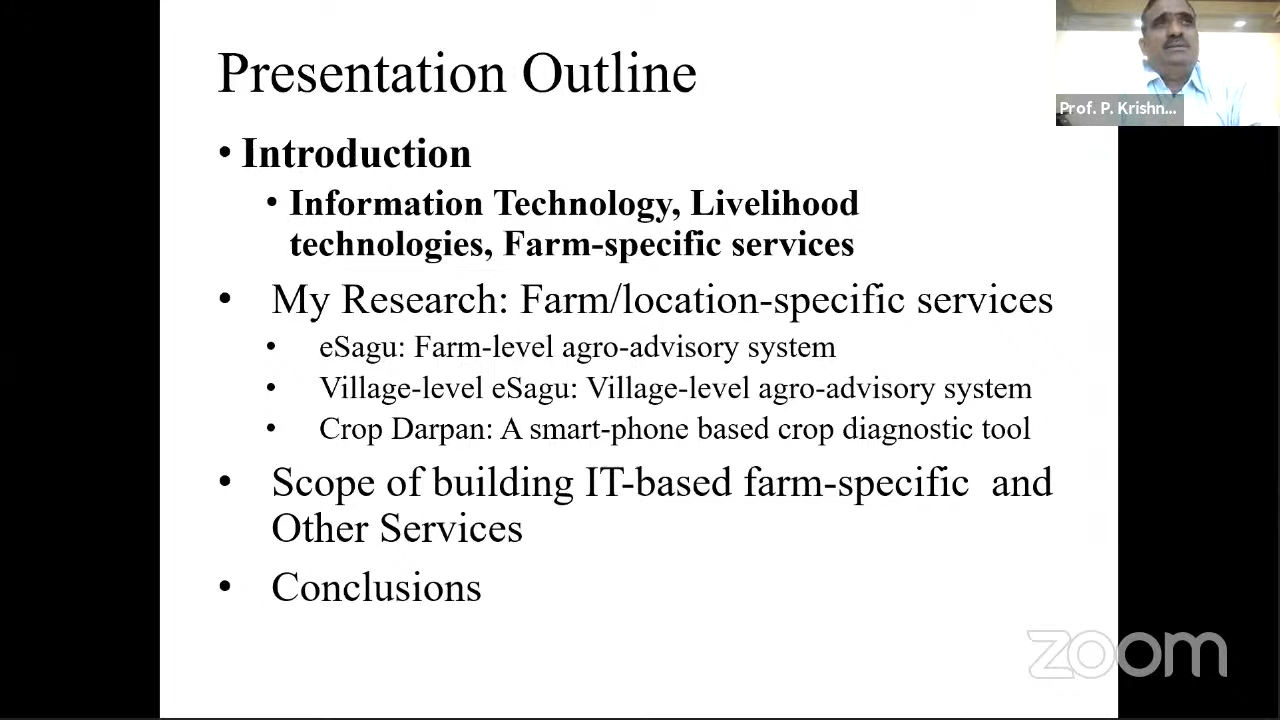 Presentation Outline
Prof. P. Krishn...
• Introduction
• Information Technology, Livelihood
technologies, Farm-specific services
• My Research: Farm/location-specific services
• eSagu: Farm-level agro-advisory system
• Village-level eSagu: Village-level agro-advisory system
• Crop Darpan: A smart-phone based crop diagnostic tool
• Scope of building IT-based farm-specific and
Other Services
• Conclusions
zoom